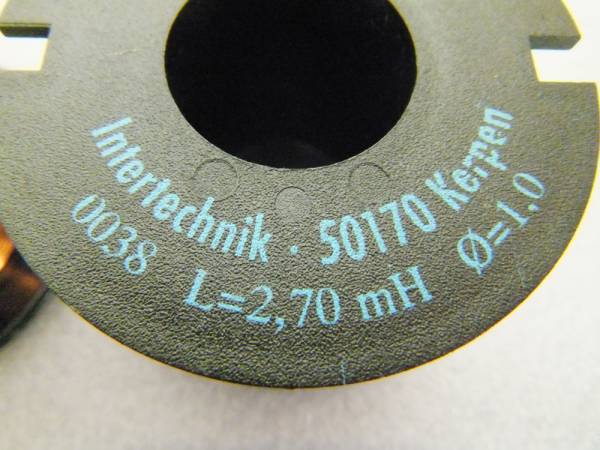 Intertechnik · 50170 Kerpen
0038 L=2,70 mH Ø=1,0